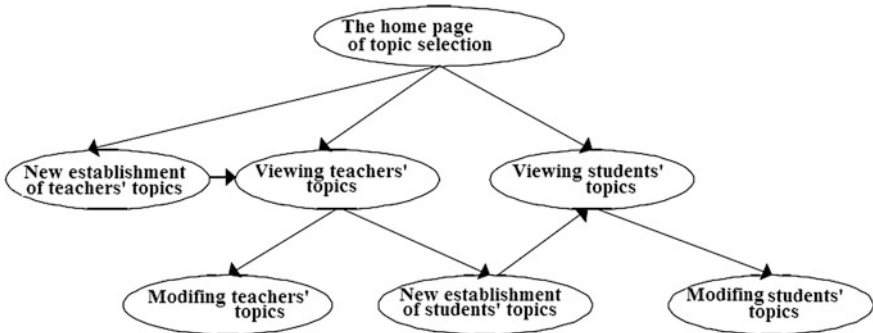 The home page
of topic selection
New establishment
of teachers' topics
Viewing teachers'
topics
Viewing students'
topics
Modifing teachers'
topics
New establishment
of students' topics
Modifing students'
topics